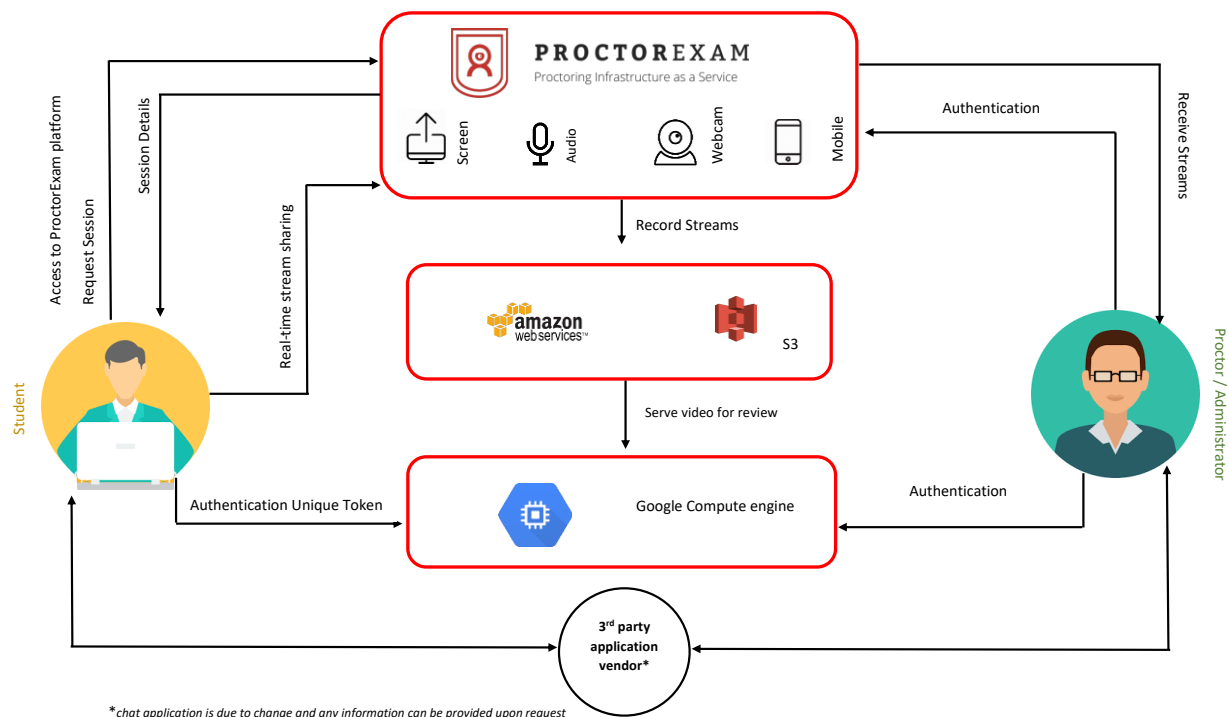 PROCTOREXAM
Proctoring Infrastructure as a Service
Screen
Audio
Webcam
Mobile
Access to ProctorExam platform
Request Session
Session Details
Real-time stream sharing
Authentication
Receive Streams
Record Streams
amazon
webservices™
S3
Student
Proctor / Administrator
Serve video for review
Authentication Unique Token
Google Compute engine
Authentication
3rd party
application
vendor*
*chat application is due to change and any information can be provided upon request